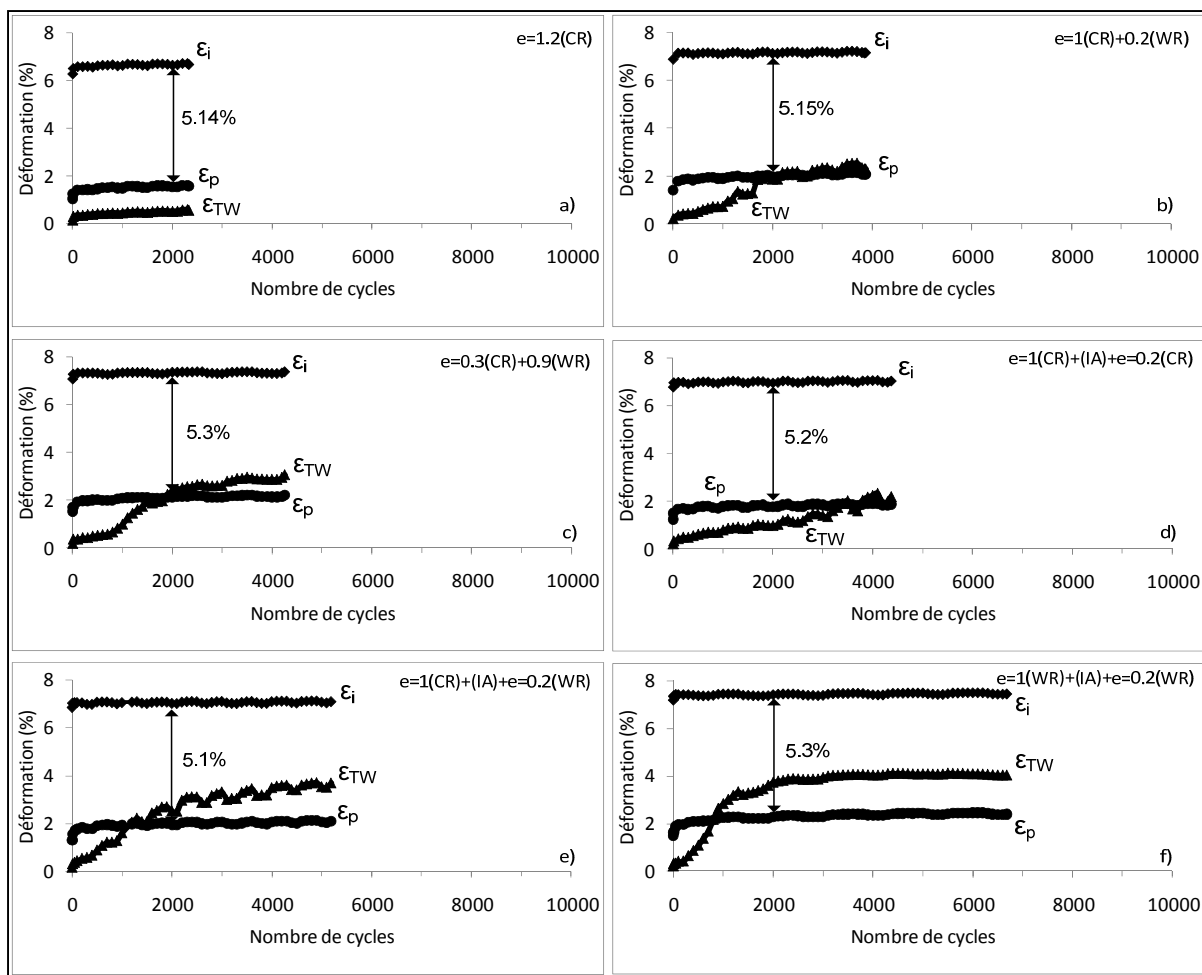 8
6
4
2
0
Déformation (%)
εi
e=1.2(CR)
5.14%
εp
εTW
a)
0 2000 4000 6000 8000 10000
Nombre de cycles
8
6
4
2
0
Déformation (%)
εi
e=1(CR)+0.2(WR)
5.15%
εp
εTW
b)
0 2000 4000 6000 8000 10000
Nombre de cycles
8
6
4
2
0
Déformation (%)
εi
e=0.3(CR)+0.9(WR)
5.3%
εTW
εp
c)
0 2000 4000 6000 8000 10000
Nombre de cycles
8
6
4
2
0
Déformation (%)
e=1(CR)+(IA)+e=0.2(CR)
εi
5.2%
εp
εTW
d)
0 2000 4000 6000 8000 10000
Nombre de cycles
8
6
4
2
0
Déformation (%)
e=1(CR)+(IA)+e=0.2(WR)
εi
5.1%
εTW
εp
e)
0 2000 4000 6000 8000 10000
Nombre de cycles
8
6
4
2
0
Déformation (%)
e=1(WR)+(IA)+e=0.2(WR)
εi
5.3%
εTW
εp
f)
0 2000 4000 6000 8000 10000
Nombre de cycles